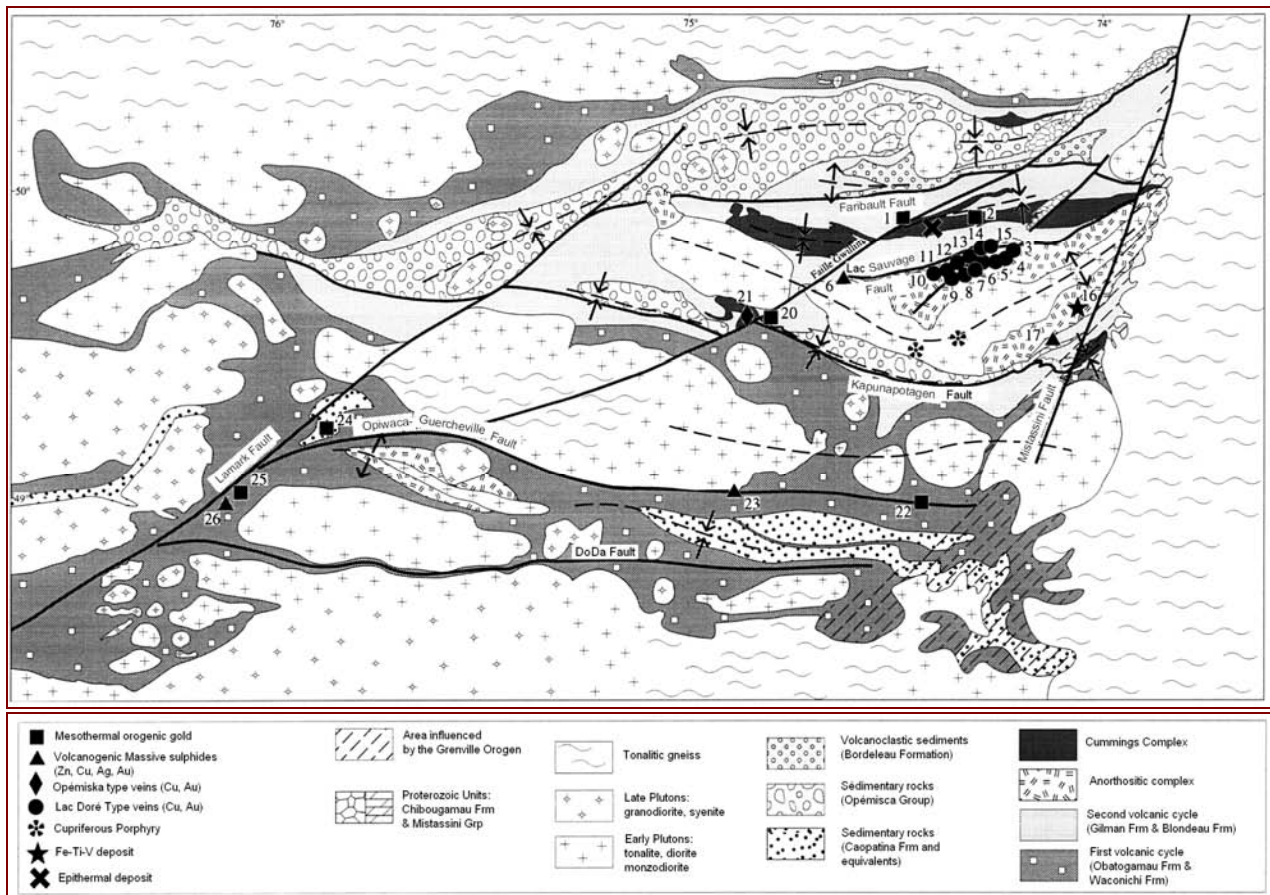 76°
75°
74°
50°
Faribault Fault
1
2
Faille Gwillim
Lac Sauvage
Fault
15
14
13
12
11
10
3
4
5
6
7
8
9
6
16
17
21
20
Kapunapotagen Fault
Mistassini Fault
24
Opiwaca- Guercheville Fault
Lamark Fault
49°
25
26
23
22
DoDa Fault
Mesothermal orogenic gold
Volcanogenic Massive sulphides
(Zn, Cu, Ag, Au)
Opémiska type veins (Cu, Au)
Lac Doré Type veins (Cu, Au)
Cupriferous Porphyry
Fe-Ti-V deposit
Epithermal deposit
Area influenced
by the Grenville Orogen
Proterozoic Units:
Chibougamau Frm
& Mistassini Grp
Tonalitic gneiss
Late Plutons:
granodiorite, syenite
Early Plutons:
tonalite, diorite
monzodiorite
Volcanoclastic sediments
(Bordeleau Formation)
Sédimentary rocks
(Opémisca Group)
Sedimentary rocks
(Caopatina Frm and
equivalents)
Cummings Complex
Anorthositic complex
Second volcanic cycle
(Gilman Frm & Blondeau Frm)
First volcanic cycle
(Obatogamau Frm &
Waconichi Frm)